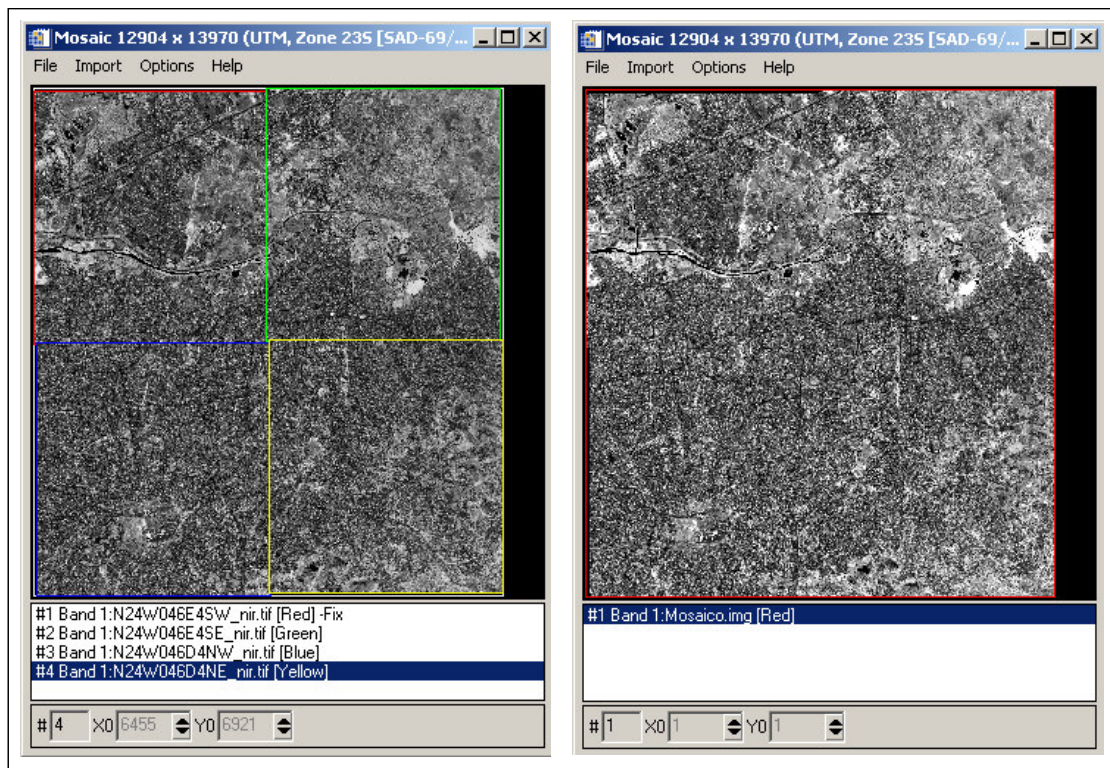 Mosaic 12904 x 13970 (UTM, Zone 23S [SAD-69/...
File Import Options Help
#1 Band 1:N24W046E4SW_nir.tif [Red] -Fix
#2 Band 1:N24W046E4SE_nir.tif [Green]
#3 Band 1:N24W046D4NW_nir.tif [Blue]
#4 Band 1:N24W046D4NE_nir.tif [Yellow]
# 4 X0 6455 Y0 6921
Mosaic 12904 x 13970 (UTM, Zone 23S [SAD-69/...
File Import Options Help
#1 Band 1:Mosaico.img [Red]
# 1 X0 1 Y0 1